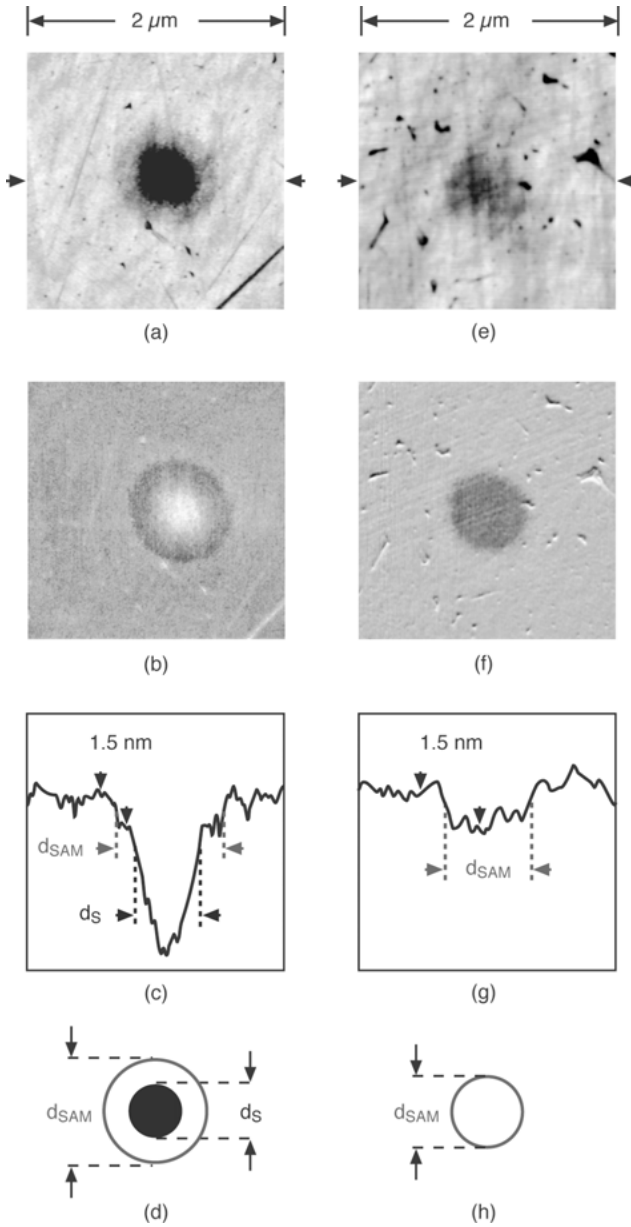 2 μm
2 μm
(a)
(e)
(b)
(f)
1.5 nm
1.5 nm
dSAM
dSAM
dS
(c)
(g)
dSAM
dS
dSAM
(d)
(h)